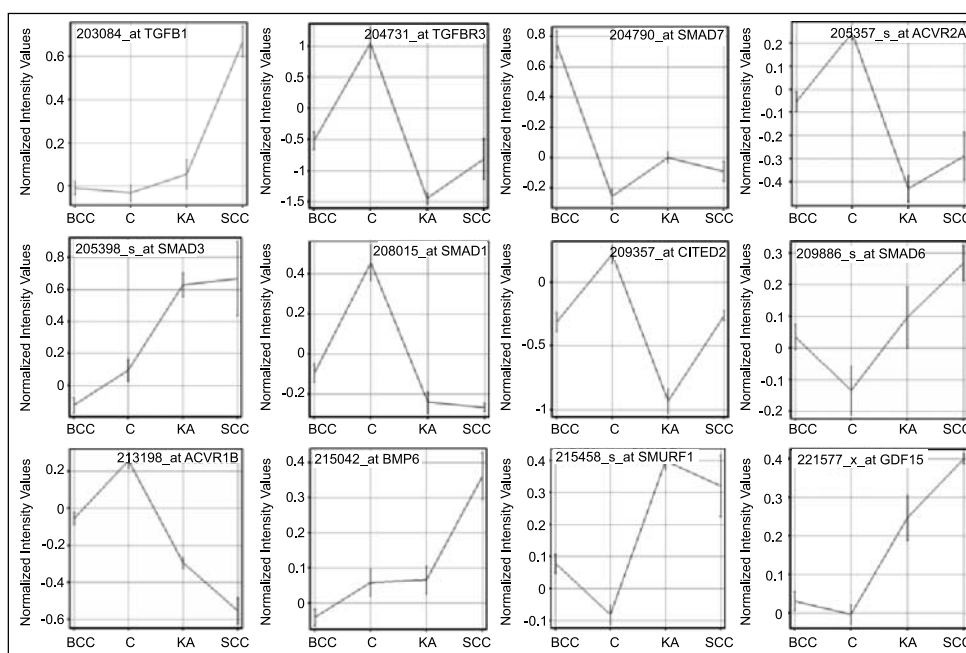 Normalized Intensity Values
203084_at TGFB1
0.6
0.4
0.2
0
BCC C KA SCC
Normalized Intensity Values
204731_at TGFBR3
1
0.5
0
-0.5
-1
-1.5
BCC C KA SCC
Normalized Intensity Values
204790_at SMAD7
0.8
0.6
0.4
0.2
0
-0.2
BCC C KA SCC
Normalized Intensity Values
205357_s_at ACVR2A
0.2
0.1
0
-0.1
-0.2
-0.3
-0.4
BCC C KA SCC
Normalized Intensity Values
205398_s_at SMAD3
0.8
0.6
0.4
0.2
0
BCC C KA SCC
Normalized Intensity Values
208015_at SMAD1
0.4
0.2
0
-0.2
BCC C KA SCC
Normalized Intensity Values
209357_at CITED2
0
-0.5
-1
BCC C KA SCC
Normalized Intensity Values
209886_s_at SMAD6
0.3
0.2
0.1
0
-0.1
-0.2
BCC C KA SCC
Normalized Intensity Values
213198_at ACVR1B
0.2
0
-0.2
-0.4
-0.6
BCC C KA SCC
Normalized Intensity Values
215042_at BMP6
0.4
0.3
0.2
0.1
0
BCC C KA SCC
Normalized Intensity Values
215458_s_at SMURF1
0.4
0.3
0.2
0.1
0
-0.1
BCC C KA SCC
Normalized Intensity Values
221577_x_at GDF15
0.4
0.3
0.2
0.1
0
BCC C KA SCC